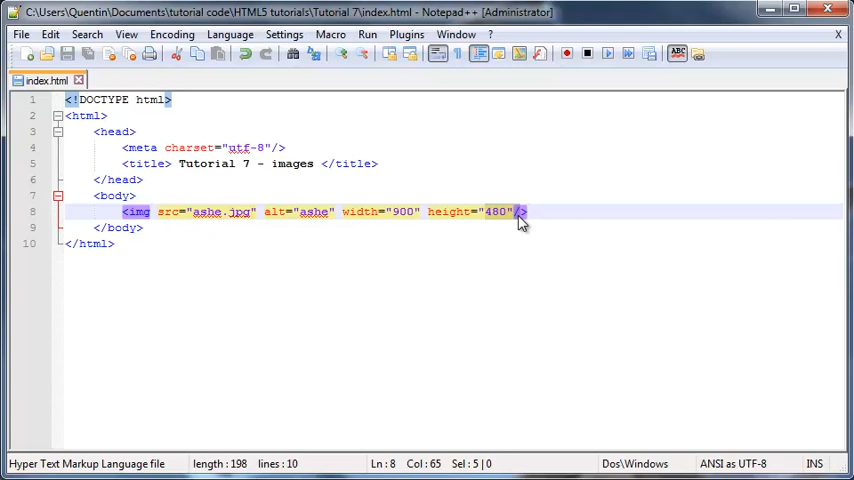 C:\Users\Quentin\Documents\tutorial code\HTML5 tutorials\Tutorial 7\index.html - Notepad++ [Administrator]
File Edit Search View Encoding Language Settings Macro Run Plugins Window ? X
ABC
index.html
1 <!DOCTYPE html>
2 <html>
3 <head>
4 <meta charset="utf-8"/>
5 <title> Tutorial 7 - images </title>
6 </head>
7 <body>
8 <img src="ashe.jpg" alt="ashe" width="900" height="480"/>
9 </body>
10 </html>
Hyper Text Markup Language file length : 198 lines : 10 Ln : 8 Col : 65 Sel : 5 | 0 Dos\Windows ANSI as UTF-8 INS